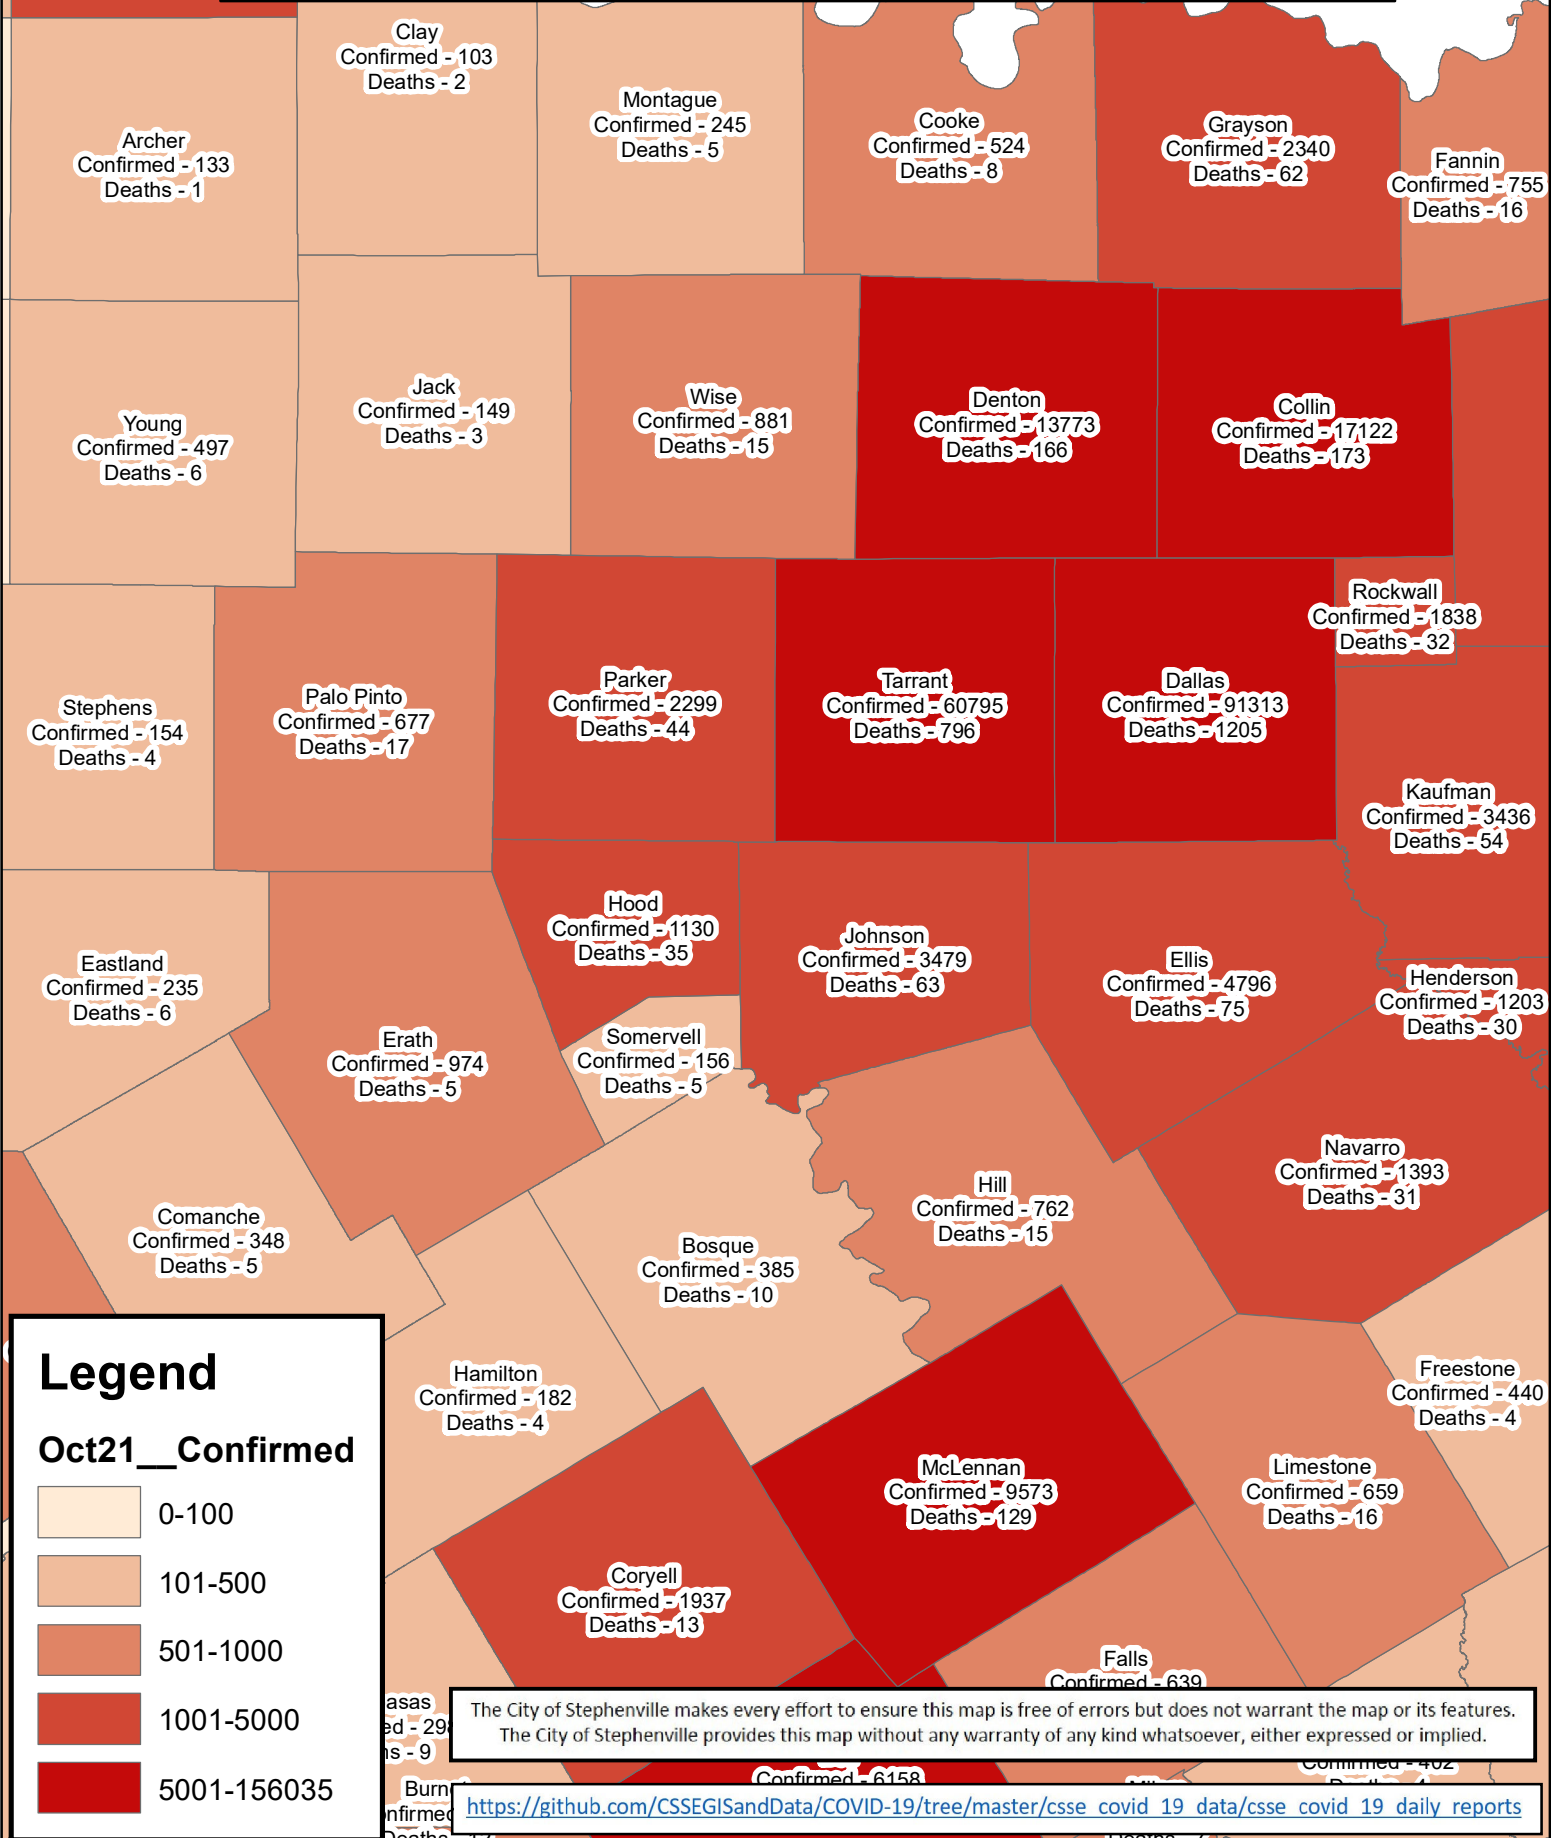 Clay
Confirmed - 103
Deaths - 2
Montague
Confirmed - 245
Deaths - 5
Cooke
Confirmed - 524
Deaths - 8
Grayson
Confirmed - 2340
Deaths - 62
Archer
Confirmed - 133
Deaths - 1
Fannin
Confirmed - 755
Deaths - 16
Young
Confirmed - 497
Deaths - 6
Jack
Confirmed - 149
Deaths - 3
Wise
Confirmed - 881
Deaths - 15
Denton
Confirmed - 13773
Deaths - 166
Collin
Confirmed - 17122
Deaths - 173
Rockwall
Confirmed - 1838
Deaths - 32
Stephens
Confirmed - 154
Deaths - 4
Palo Pinto
Confirmed - 677
Deaths - 17
Parker
Confirmed - 2299
Deaths - 44
Tarrant
Confirmed - 60795
Deaths - 796
Dallas
Confirmed - 91313
Deaths - 1205
Kaufman
Confirmed - 3436
Deaths - 54
Eastland
Confirmed - 235
Deaths - 6
Hood
Confirmed - 1130
Deaths - 35
Johnson
Confirmed - 3479
Deaths - 63
Ellis
Confirmed - 4796
Deaths - 75
Henderson
Confirmed - 1203
Deaths - 30
Erath
Confirmed - 974
Deaths - 5
Somervell
Confirmed - 156
Deaths - 5
Comanche
Confirmed - 348
Deaths - 5
Bosque
Confirmed - 385
Deaths - 10
Hill
Confirmed - 762
Deaths - 15
Navarro
Confirmed - 1393
Deaths - 31
Hamilton
Confirmed - 182
Deaths - 4
Freestone
Confirmed - 440
Deaths - 4
McLennan
Confirmed - 9573
Deaths - 129
Limestone
Confirmed - 659
Deaths - 16
Coryell
Confirmed - 1937
Deaths - 13
Falls
Confirmed - 639
asas
ed - 29
ns - 9
Burn
nfirmed
Confirmed - 6158
Confirmed - 402
Legend
Oct21__Confirmed
0-100
101-500
501-1000
1001-5000
5001-156035
The City of Stephenville makes every effort to ensure this map is free of errors but does not warrant the map or its features.
The City of Stephenville provides this map without any warranty of any kind whatsoever, either expressed or implied.
https://github.com/CSSEGISandData/COVID-19/tree/master/csse_covid_19_data/csse_covid_19_daily_reports